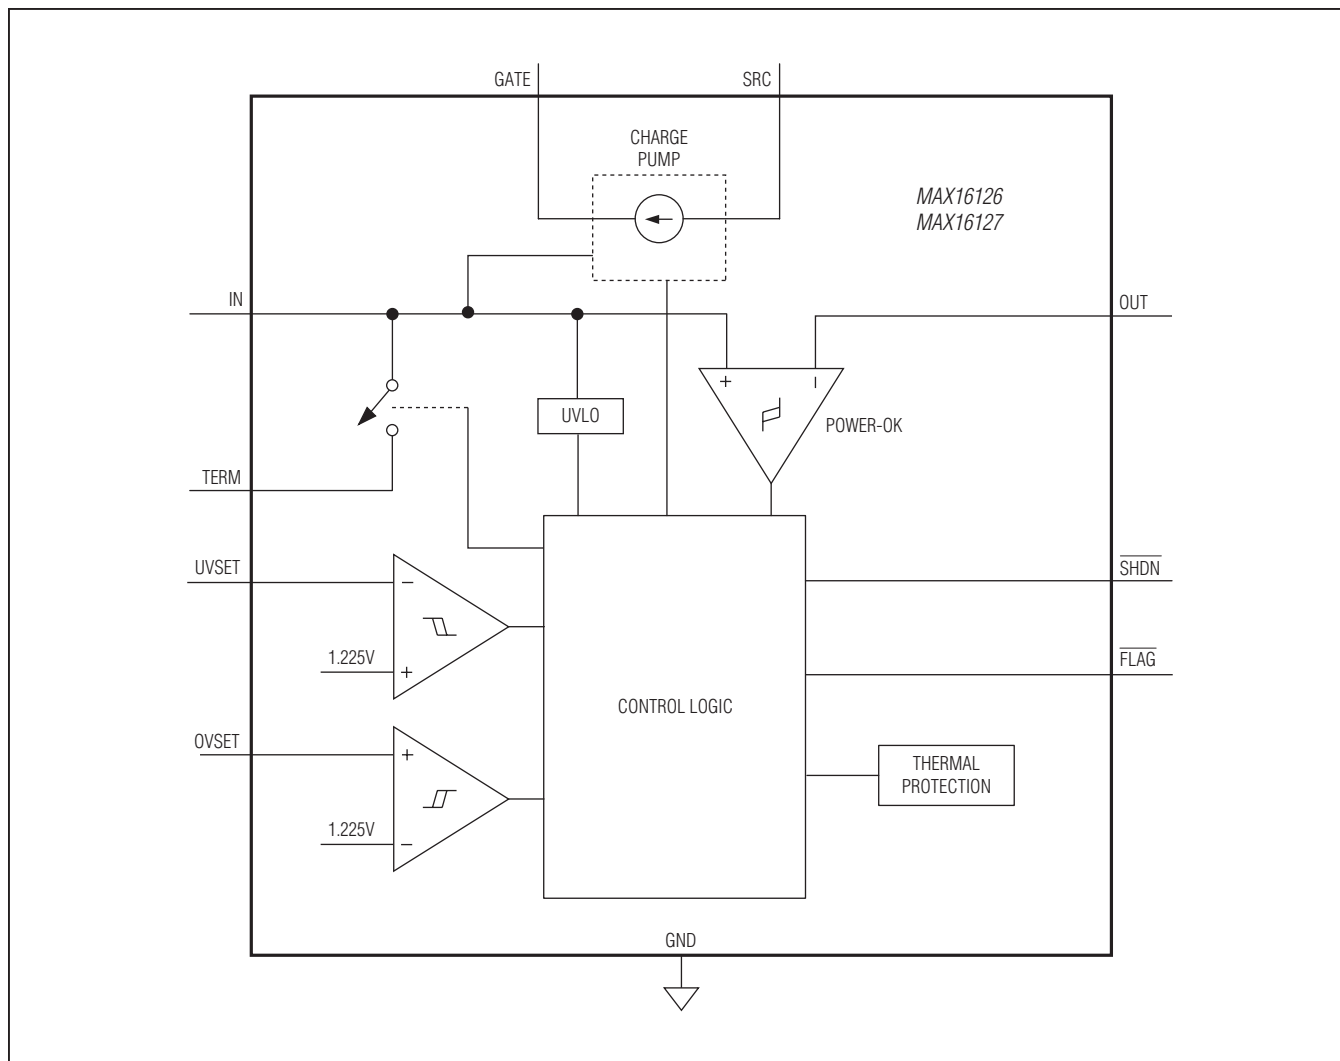 GATE
SRC
CHARGE
PUMP
MAX16126
MAX16127
IN
OUT
+
−
UVLO
POWER-OK
TERM
UVSET
−
1.225V
+
SHDN
FLAG
CONTROL LOGIC
OVSET
+
1.225V
−
THERMAL
PROTECTION
GND